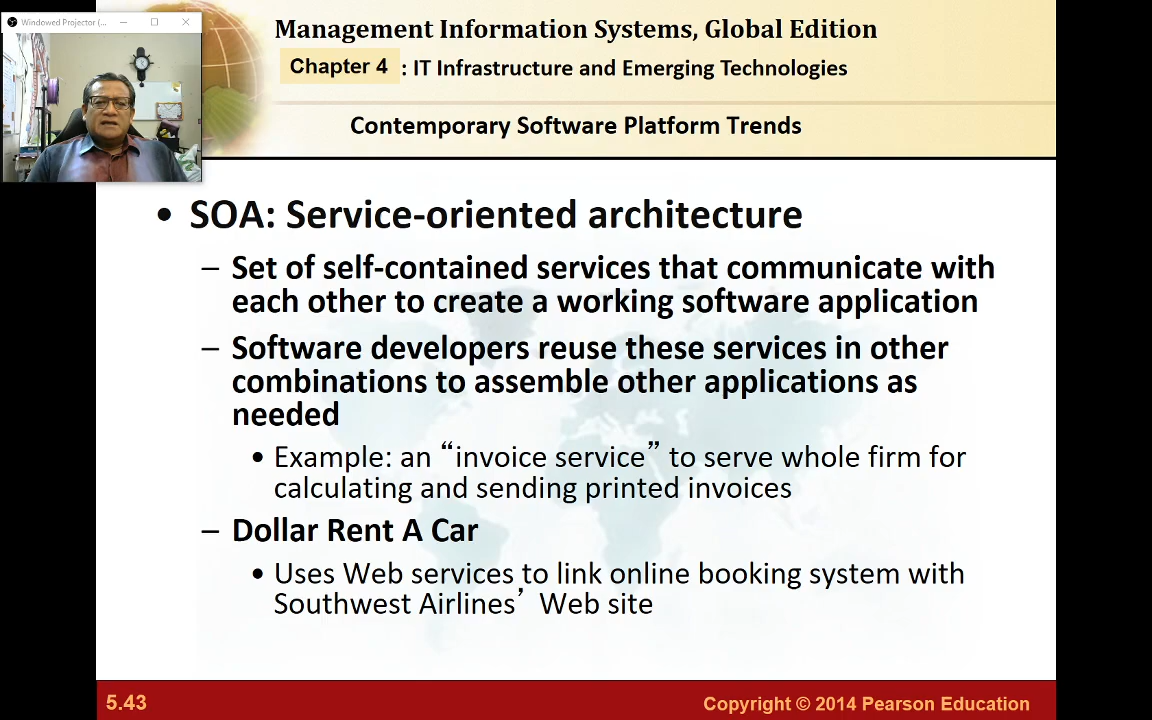 Windowed Projector (...
Management Information Systems, Global Edition
Chapter 4 : IT Infrastructure and Emerging Technologies
Contemporary Software Platform Trends
• SOA: Service-oriented architecture
– Set of self-contained services that communicate with
each other to create a working software application
– Software developers reuse these services in other
combinations to assemble other applications as
needed
• Example: an “invoice service” to serve whole firm for
calculating and sending printed invoices
– Dollar Rent A Car
• Uses Web services to link online booking system with
Southwest Airlines’ Web site
5.43
Copyright © 2014 Pearson Education